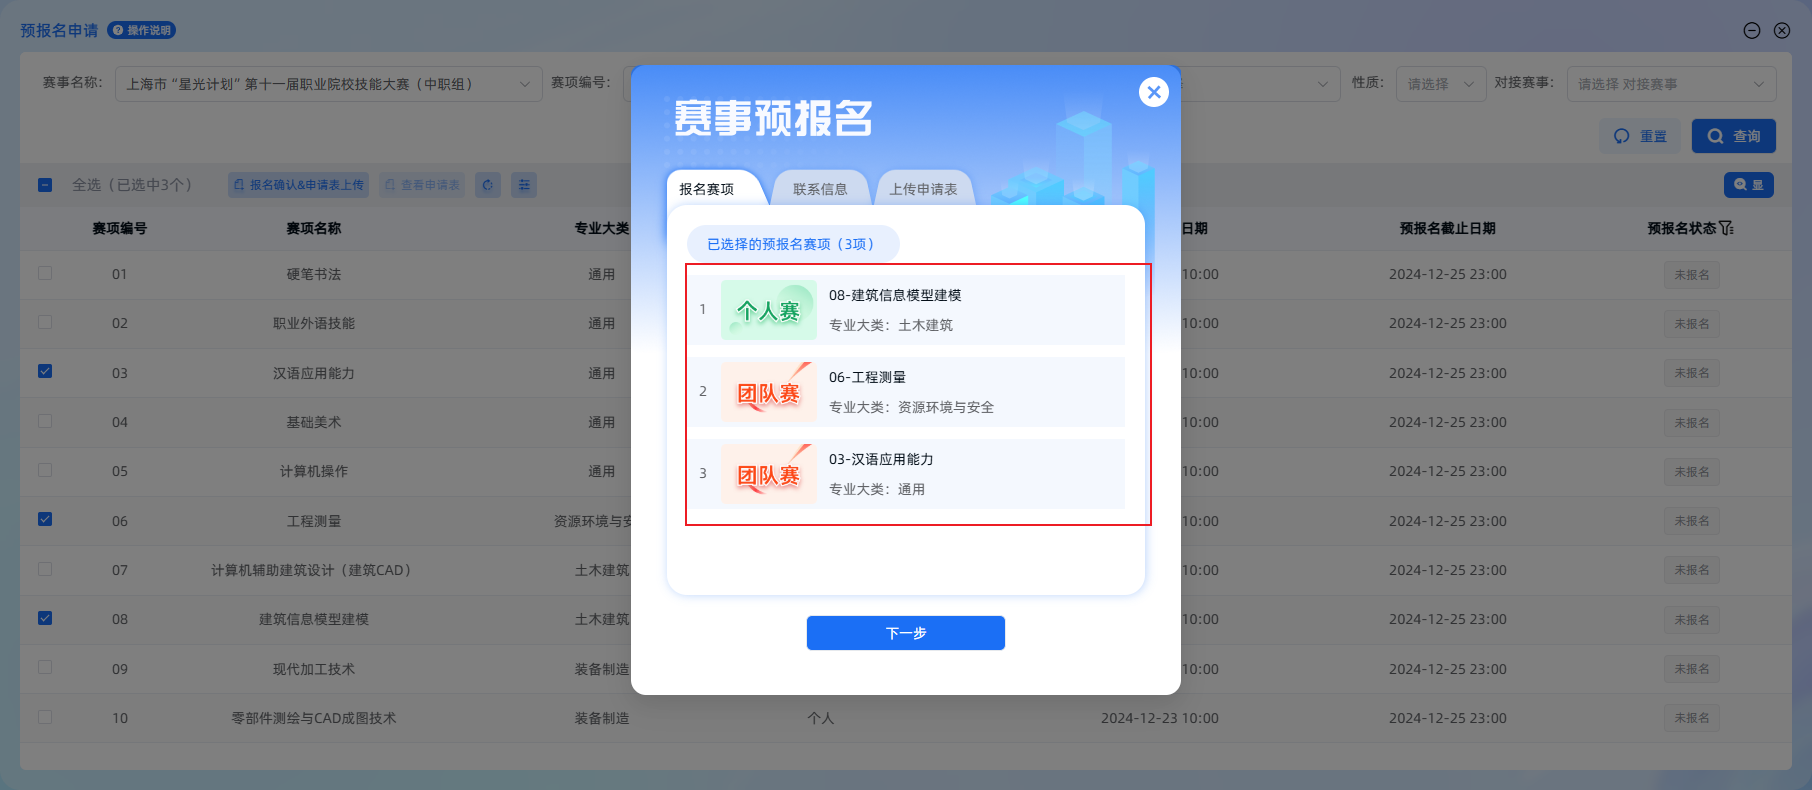 预报名申请 操作说明
赛事名称： 上海市“星光计划”第十一届职业院校技能大赛（中职组） 赛项编号： 性质： 请选择 对接赛事： 请选择 对接赛事
重置 查询
全选（已选中3个） 报名确认&申请表上传 查看申请表 显
赛项编号 赛项名称 专业大类 日期 预报名截止日期 预报名状态
01 硬笔书法 通用 10:00 2024-12-25 23:00 未报名
02 职业外语技能 通用 10:00 2024-12-25 23:00 未报名
03 汉语应用能力 通用 10:00 2024-12-25 23:00 未报名
04 基础美术 通用 10:00 2024-12-25 23:00 未报名
05 计算机操作 通用 10:00 2024-12-25 23:00 未报名
06 工程测量 资源环境与安 10:00 2024-12-25 23:00 未报名
07 计算机辅助建筑设计（建筑CAD） 土木建筑 10:00 2024-12-25 23:00 未报名
08 建筑信息模型建模 土木建筑 10:00 2024-12-25 23:00 未报名
09 现代加工技术 装备制造 10:00 2024-12-25 23:00 未报名
10 零部件测绘与CAD成图技术 装备制造 个人 2024-12-23 10:00 2024-12-25 23:00 未报名
赛事预报名
报名赛项 联系信息 上传申请表
已选择的预报名赛项（3项）
1 个人赛 08-建筑信息模型建模
专业大类：土木建筑
2 团队赛 06-工程测量
专业大类：资源环境与安全
3 团队赛 03-汉语应用能力
专业大类：通用
下一步